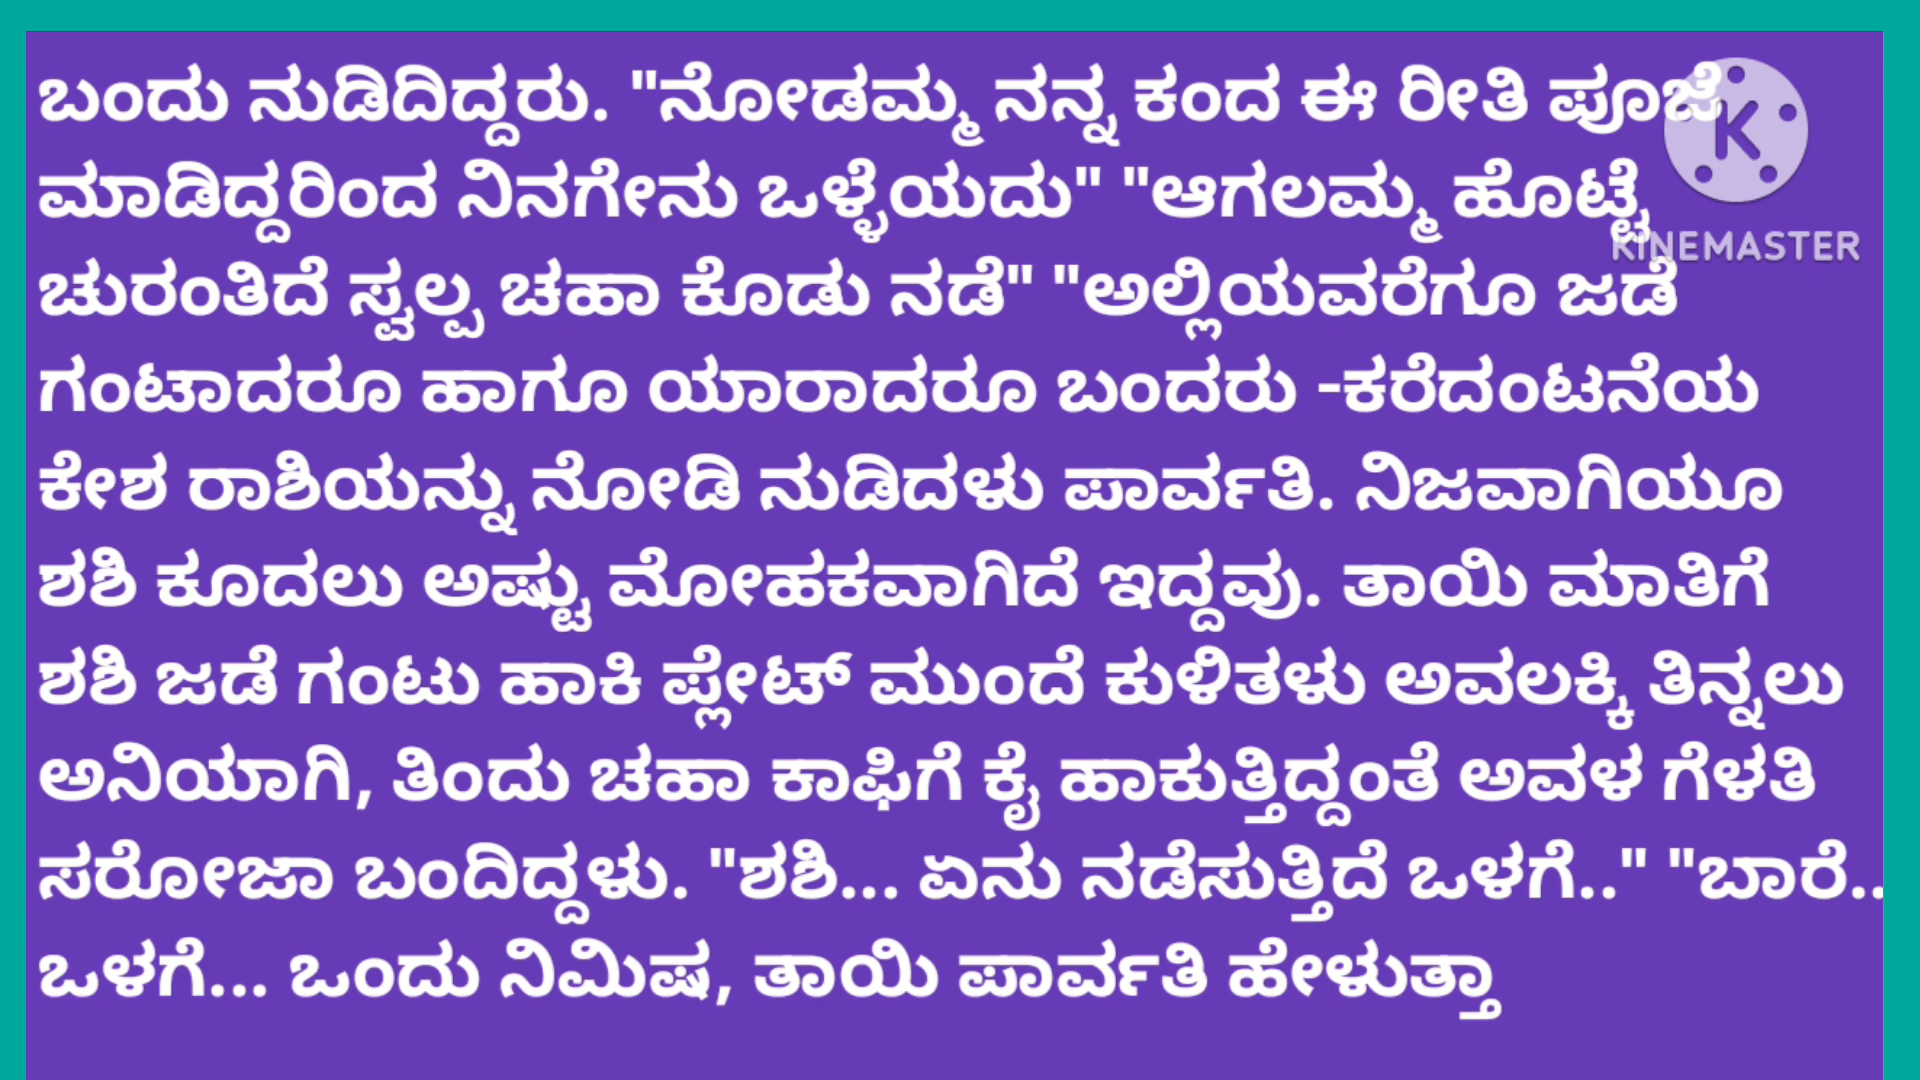 ಬಂದು ನುಡಿದಿದ್ದರು. "ನೋಡಮ್ಮ ನನ್ನ ಕಂದ ಈ ರೀತಿ ಪೂಜೆ
ಮಾಡಿದ್ದರಿಂದ ನಿನಗೇನು ಒಳ್ಳೆಯದು" "ಆಗಲಮ್ಮ ಹೊಟ್ಟೆ
KINEMASTER
ಚುರಂತಿದೆ ಸ್ವಲ್ಪ ಚಹಾ ಕೊಡು ನಡೆ" "ಅಲ್ಲಿಯವರೆಗೂ ಜಡೆ
ಗಂಟಾದರೂ ಹಾಗೂ ಯಾರಾದರೂ ಬಂದರು -ಕರೆದಂಟನೆಯ
ಕೇಶ ರಾಶಿಯನ್ನು ನೋಡಿ ನುಡಿದಳು ಪಾರ್ವತಿ. ನಿಜವಾಗಿಯೂ
ಶಶಿ ಕೂದಲು ಅಷ್ಟು ಮೋಹಕವಾಗಿದೆ ಇದ್ದವು. ತಾಯಿ ಮಾತಿಗೆ
ಶಶಿ ಜಡೆ ಗಂಟು ಹಾಕಿ ಪ್ಲೇಟ್ ಮುಂದೆ ಕುಳಿತಳು ಅವಲಕ್ಕಿ ತಿನ್ನಲು
ಅನಿಯಾಗಿ, ತಿಂದು ಚಹಾ ಕಾಫಿಗೆ ಕೈ ಹಾಕುತ್ತಿದ್ದಂತೆ ಅವಳ ಗೆಳತಿ
ಸರೋಜಾ ಬಂದಿದ್ದಳು. "ಶಶಿ... ಏನು ನಡೆಸುತ್ತಿದೆ ಒಳಗೆ.." "ಬಾರೆ..
ಒಳಗೆ... ಒಂದು ನಿಮಿಷ, ತಾಯಿ ಪಾರ್ವತಿ ಹೇಳುತ್ತಾ